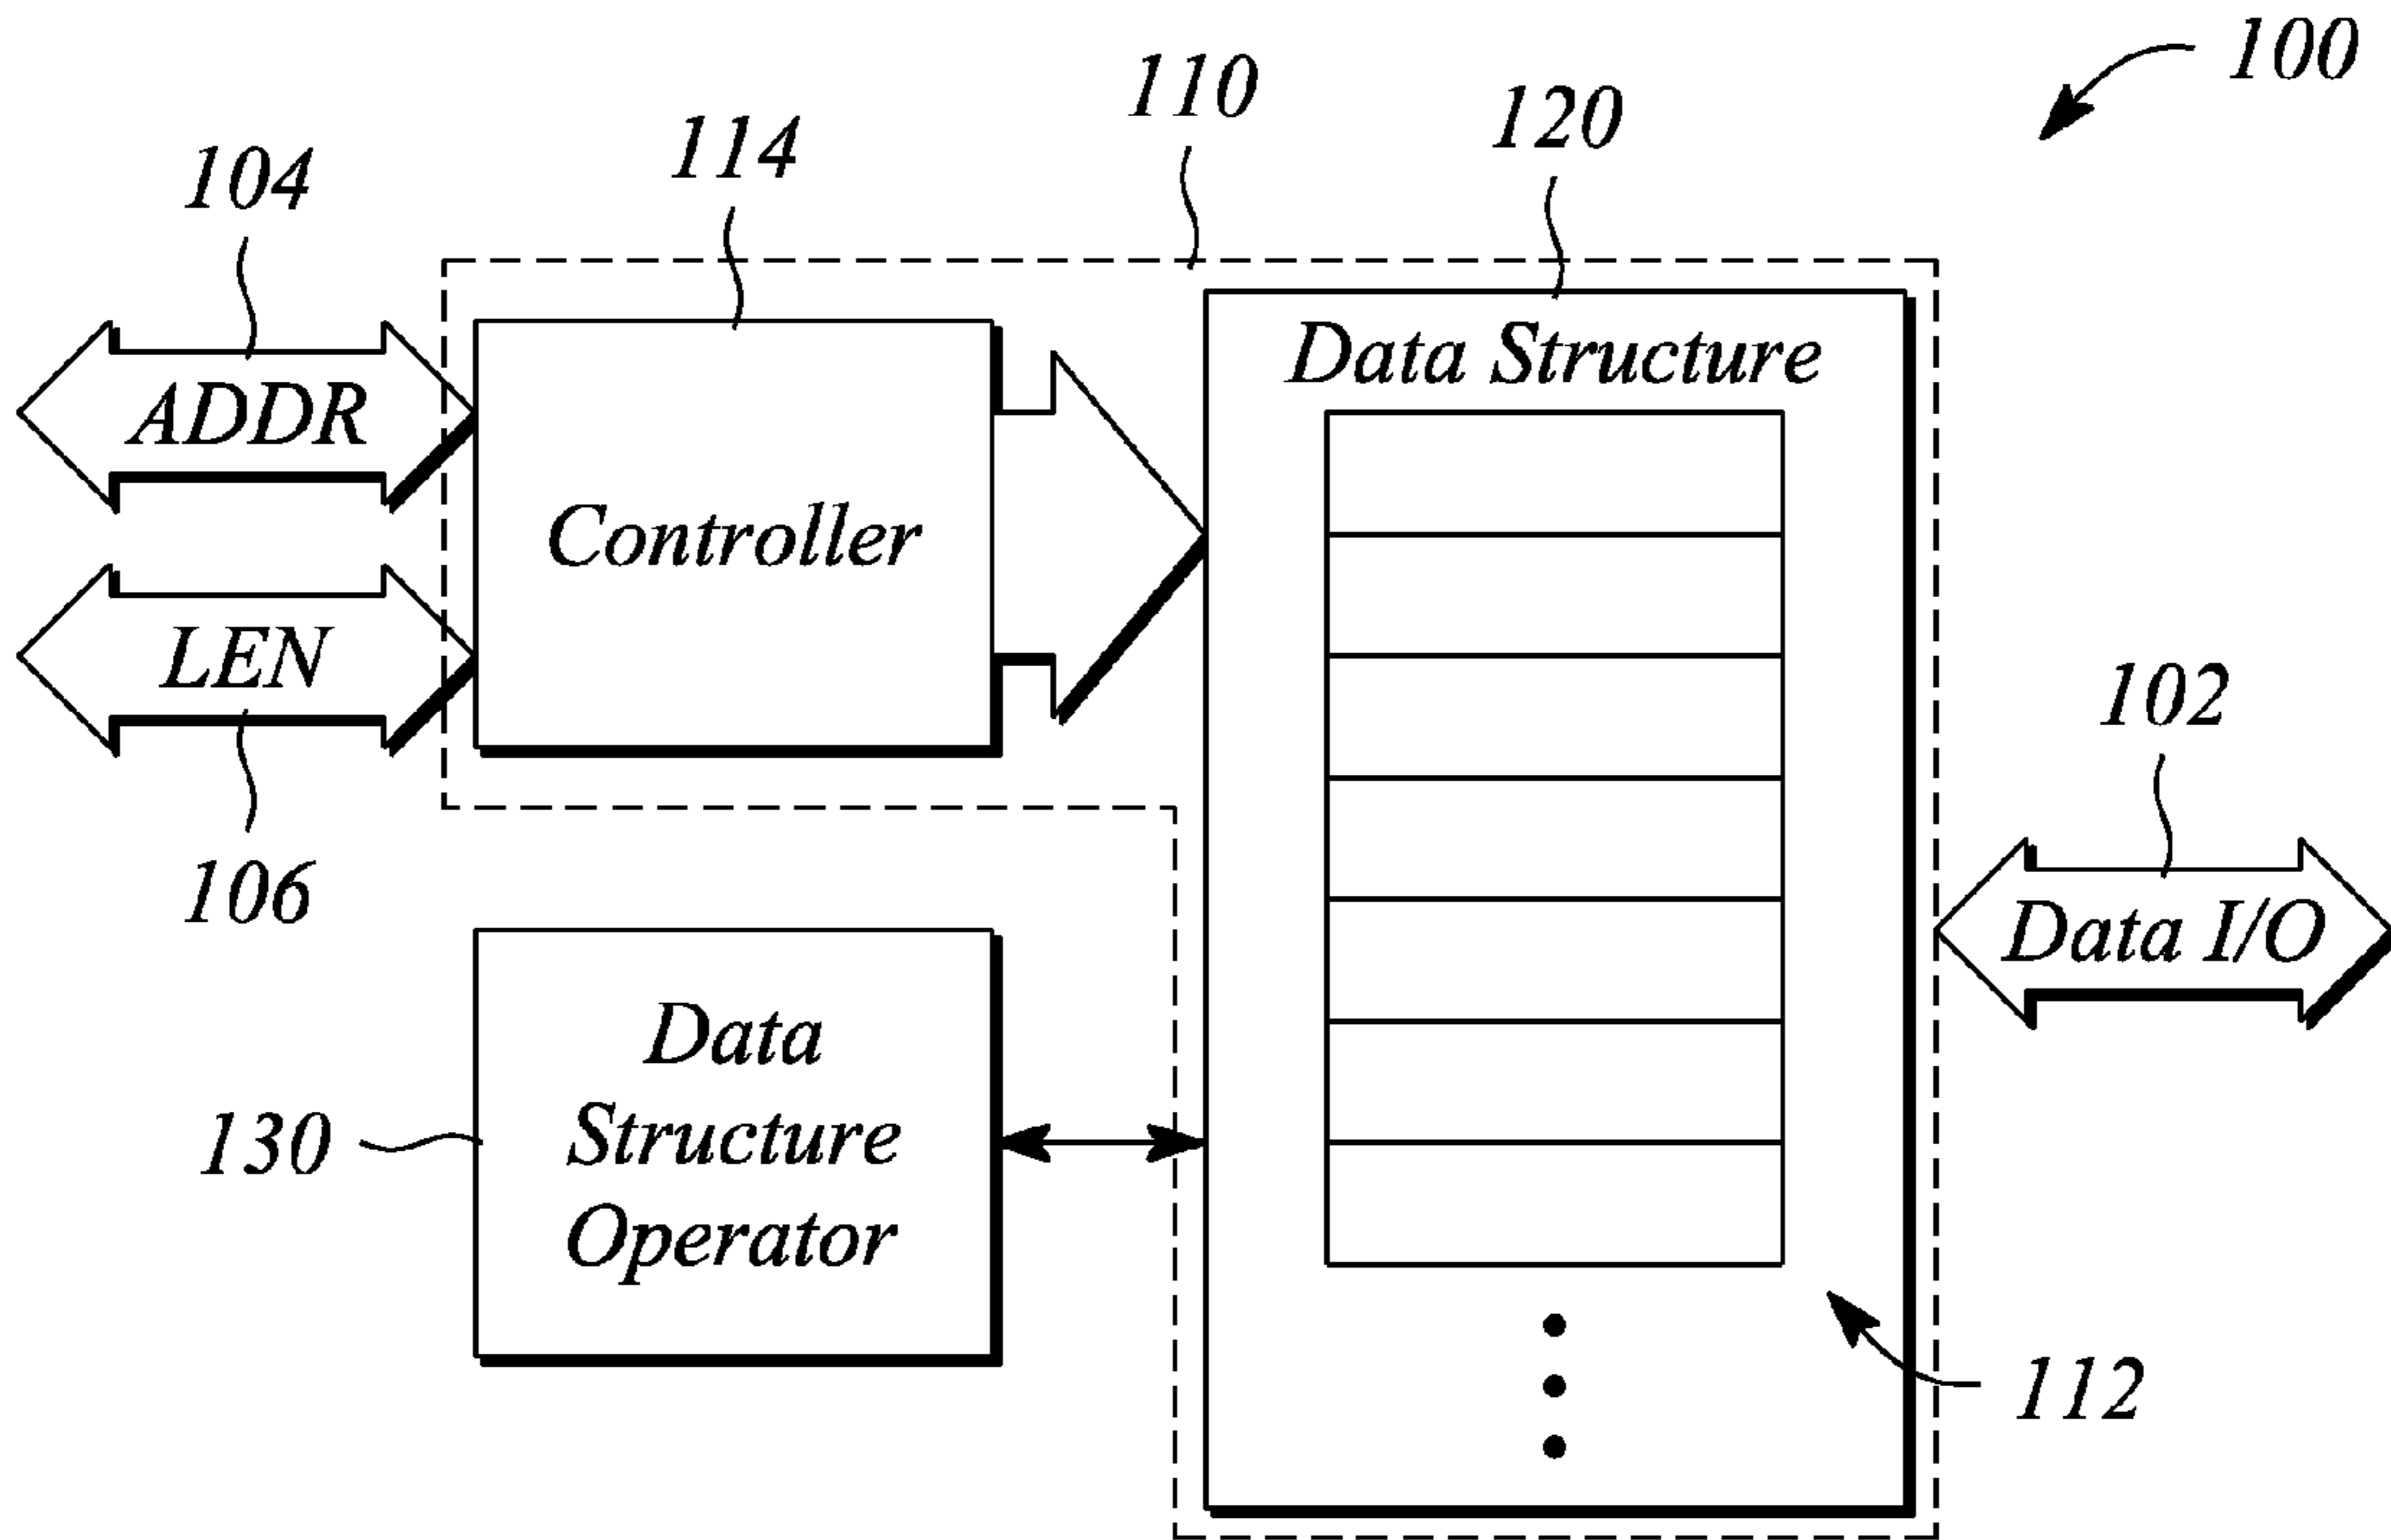 100
110
120
114
104
Data Structure
ADDR
Controller
LEN
102
106
Data I/O
Data
Structure
Operator
130
112